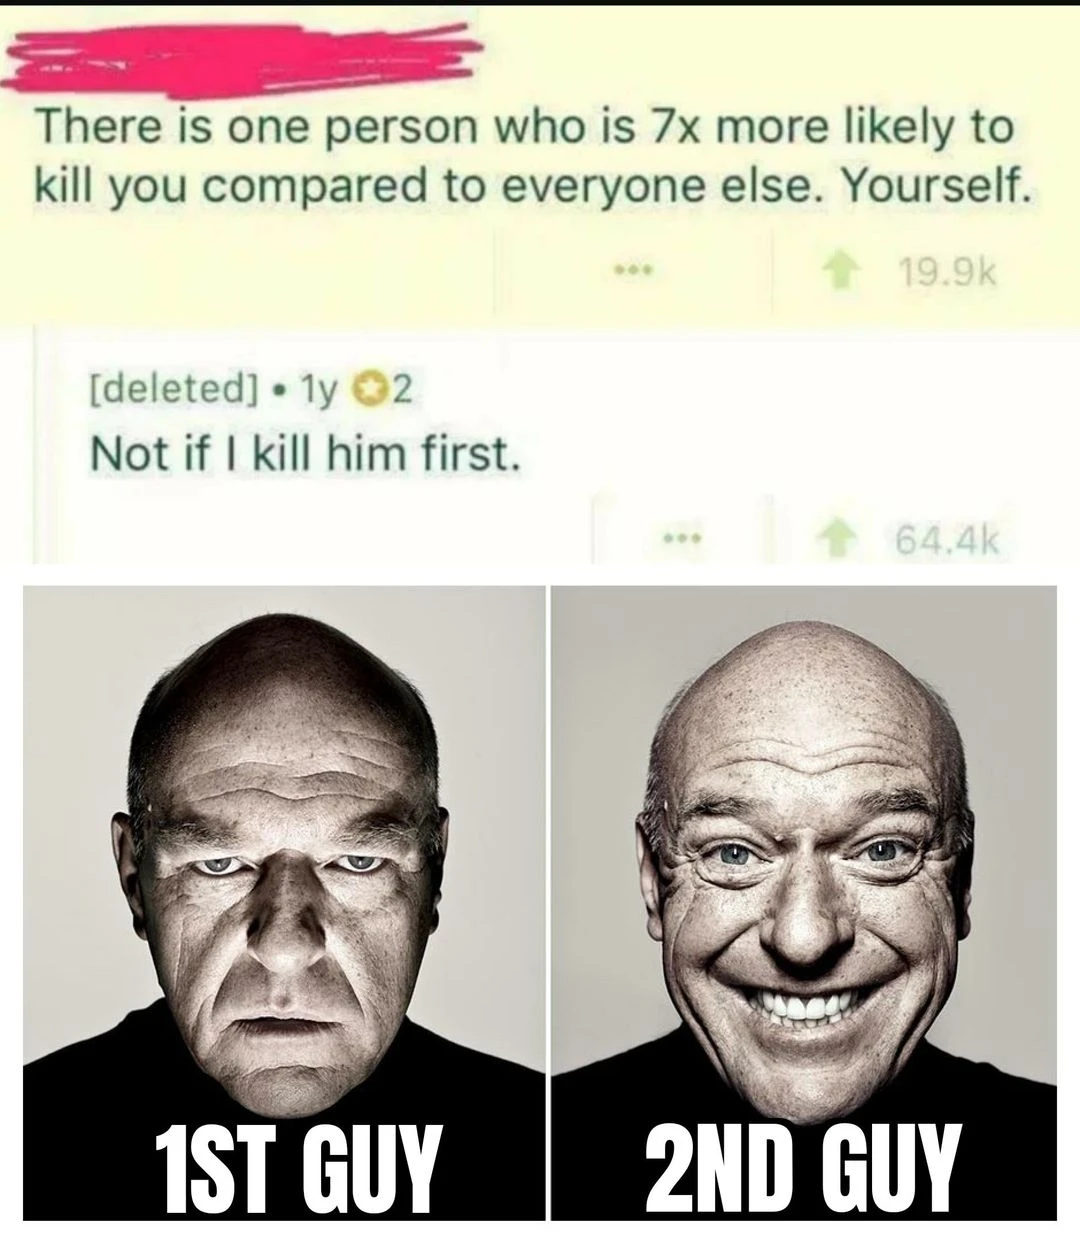 There is one person who is 7x more likely to
kill you compared to everyone else. Yourself.
... 19.9k
[deleted] • 1y 2
Not if I kill him first.
... 64.4k
1ST GUY 2ND GUY